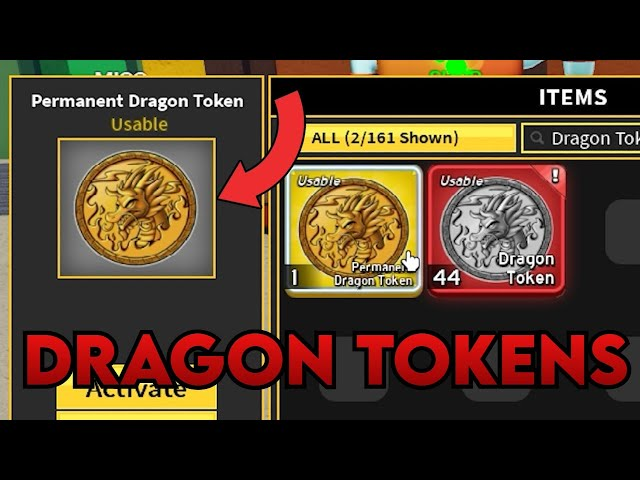 MISC
Permanent Dragon Token
Usable
ITEMS
ALL (2/161 Shown)
Dragon Tok
Usable
1
Permanent
Dragon Token
Usable
!
44
Dragon
Token
DRAGON TOKENS
Activate